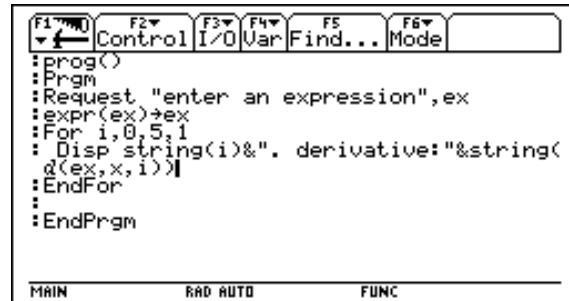 F1 F2 Control F3 I/O F4 Var F5 Find... F6 Mode
:prog()
:Prgm
:Request "enter an expression",ex
:expr(ex)→ex
:For i,0,5,1
: Disp string(i)&". derivative:"&string(
d(ex,x,i))
:EndFor
:
:EndPrgm
MAIN RAD AUTO FUNC